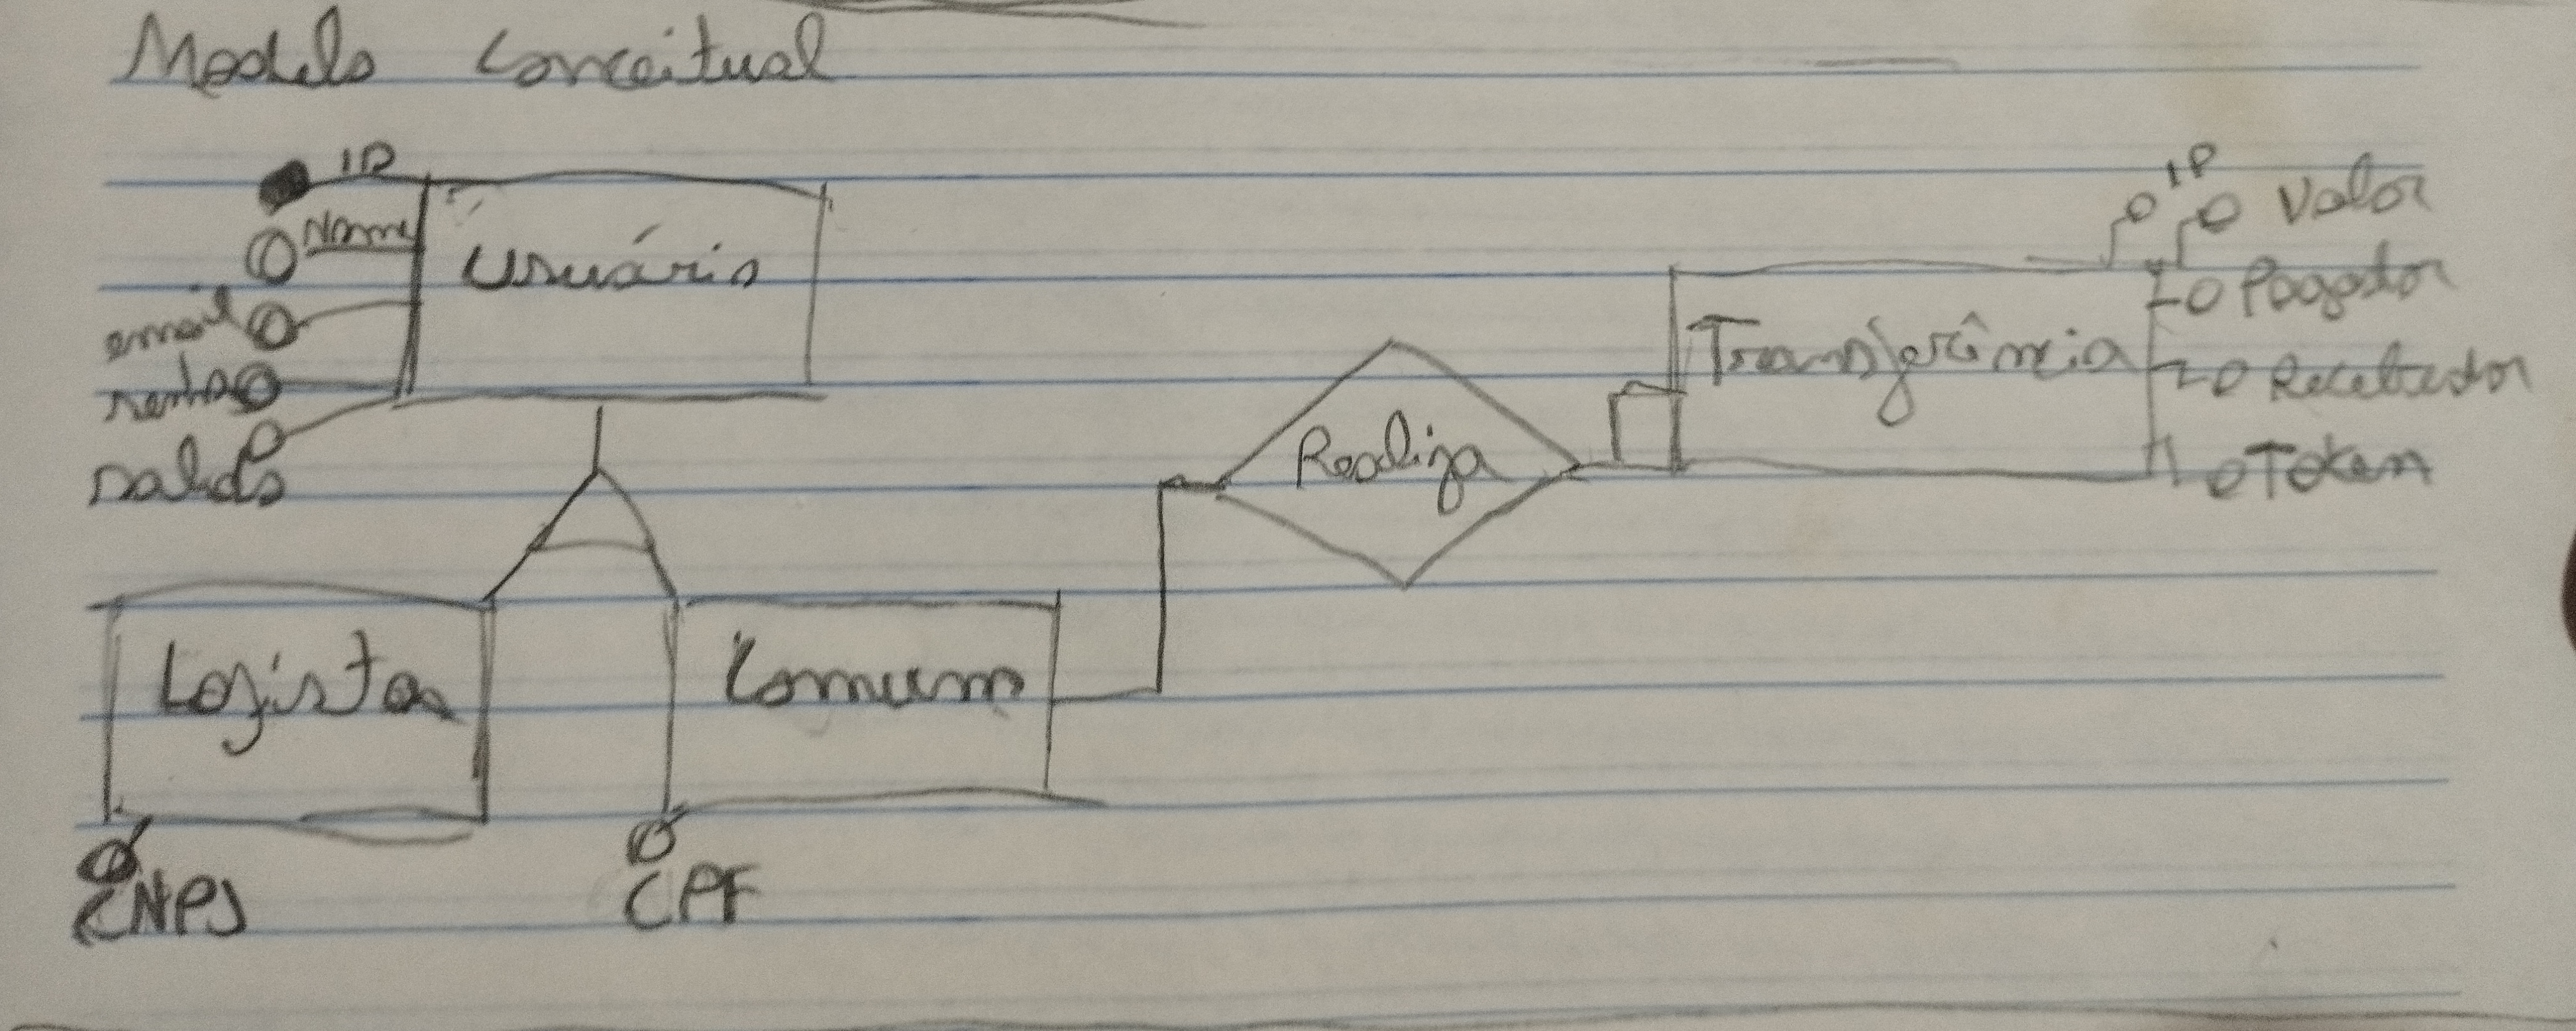 Modelo Conceitual
ID
Nome
Usuário
email
senha
saldo
Lojista
CNPJ
Comum
CPF
Realiza
Transferência
ID
Valor
Pagador
Recebedor
Token